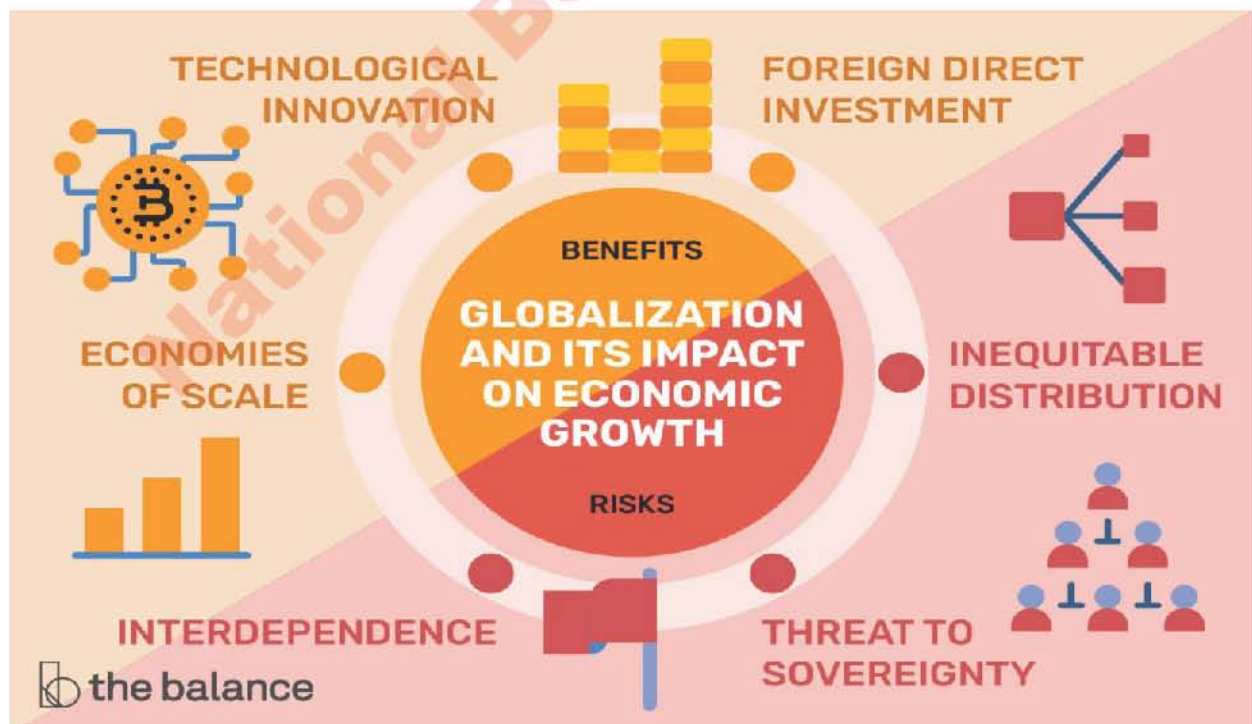 National B
TECHNOLOGICAL
INNOVATION
FOREIGN DIRECT
INVESTMENT
BENEFITS
GLOBALIZATION
AND ITS IMPACT
ON ECONOMIC
GROWTH
RISKS
ECONOMIES
OF SCALE
INEQUITABLE
DISTRIBUTION
INTERDEPENDENCE
THREAT TO
SOVEREIGNTY
the balance